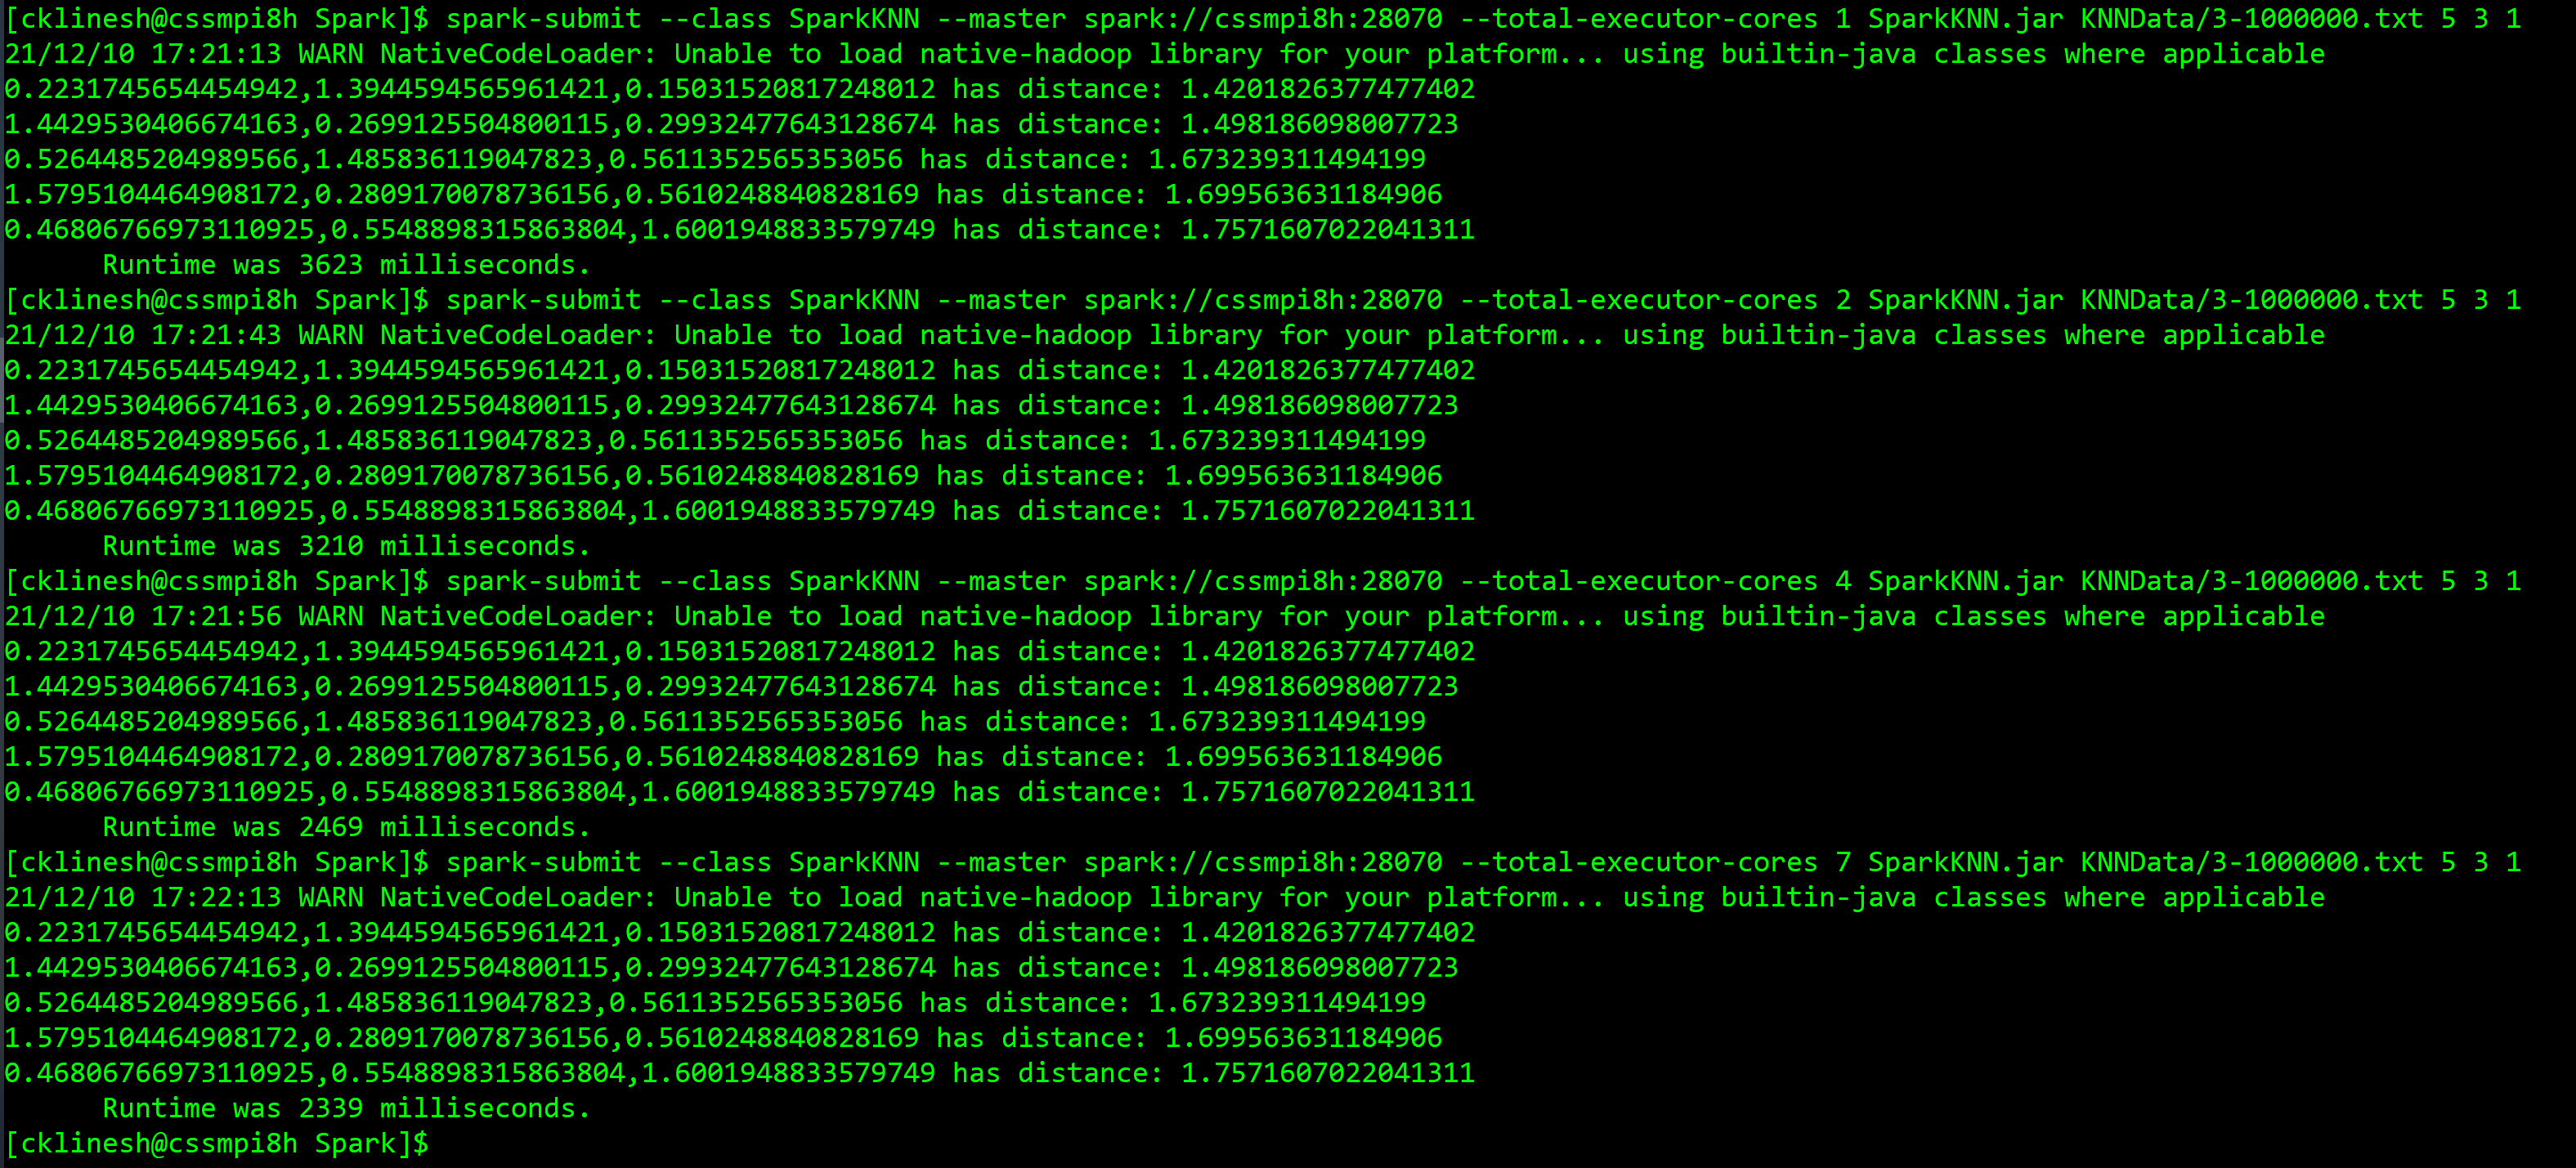 [cklinesh@cssmpi8h Spark]$ spark-submit --class SparkKNN --master spark://cssmpi8h:28070 --total-executor-cores 1 SparkKNN.jar KNNData/3-1000000.txt 5 3 1
21/12/10 17:21:13 WARN NativeCodeLoader: Unable to load native-hadoop library for your platform... using builtin-java classes where applicable
0.2231745654454942,1.3944594565961421,0.15031520817248012 has distance: 1.4201826377477402
1.4429530406674163,0.2699125504800115,0.29932477643128674 has distance: 1.498186098007723
0.5264485204989566,1.485836119047823,0.5611352565353056 has distance: 1.673239311494199
1.5795104464908172,0.2809170078736156,0.5610248840828169 has distance: 1.699563631184906
0.46806766973110925,0.5548898315863804,1.6001948833579749 has distance: 1.7571607022041311
      Runtime was 3623 milliseconds.
[cklinesh@cssmpi8h Spark]$ spark-submit --class SparkKNN --master spark://cssmpi8h:28070 --total-executor-cores 2 SparkKNN.jar KNNData/3-1000000.txt 5 3 1
21/12/10 17:21:43 WARN NativeCodeLoader: Unable to load native-hadoop library for your platform... using builtin-java classes where applicable
0.2231745654454942,1.3944594565961421,0.15031520817248012 has distance: 1.4201826377477402
1.4429530406674163,0.2699125504800115,0.29932477643128674 has distance: 1.498186098007723
0.5264485204989566,1.485836119047823,0.5611352565353056 has distance: 1.673239311494199
1.5795104464908172,0.2809170078736156,0.5610248840828169 has distance: 1.699563631184906
0.46806766973110925,0.5548898315863804,1.6001948833579749 has distance: 1.7571607022041311
      Runtime was 3210 milliseconds.
[cklinesh@cssmpi8h Spark]$ spark-submit --class SparkKNN --master spark://cssmpi8h:28070 --total-executor-cores 4 SparkKNN.jar KNNData/3-1000000.txt 5 3 1
21/12/10 17:21:56 WARN NativeCodeLoader: Unable to load native-hadoop library for your platform... using builtin-java classes where applicable
0.2231745654454942,1.3944594565961421,0.15031520817248012 has distance: 1.4201826377477402
1.4429530406674163,0.2699125504800115,0.29932477643128674 has distance: 1.498186098007723
0.5264485204989566,1.485836119047823,0.5611352565353056 has distance: 1.673239311494199
1.5795104464908172,0.2809170078736156,0.5610248840828169 has distance: 1.699563631184906
0.46806766973110925,0.5548898315863804,1.6001948833579749 has distance: 1.7571607022041311
      Runtime was 2469 milliseconds.
[cklinesh@cssmpi8h Spark]$ spark-submit --class SparkKNN --master spark://cssmpi8h:28070 --total-executor-cores 7 SparkKNN.jar KNNData/3-1000000.txt 5 3 1
21/12/10 17:22:13 WARN NativeCodeLoader: Unable to load native-hadoop library for your platform... using builtin-java classes where applicable
0.2231745654454942,1.3944594565961421,0.15031520817248012 has distance: 1.4201826377477402
1.4429530406674163,0.2699125504800115,0.29932477643128674 has distance: 1.498186098007723
0.5264485204989566,1.485836119047823,0.5611352565353056 has distance: 1.673239311494199
1.5795104464908172,0.2809170078736156,0.5610248840828169 has distance: 1.699563631184906
0.46806766973110925,0.5548898315863804,1.6001948833579749 has distance: 1.7571607022041311
      Runtime was 2339 milliseconds.
[cklinesh@cssmpi8h Spark]$